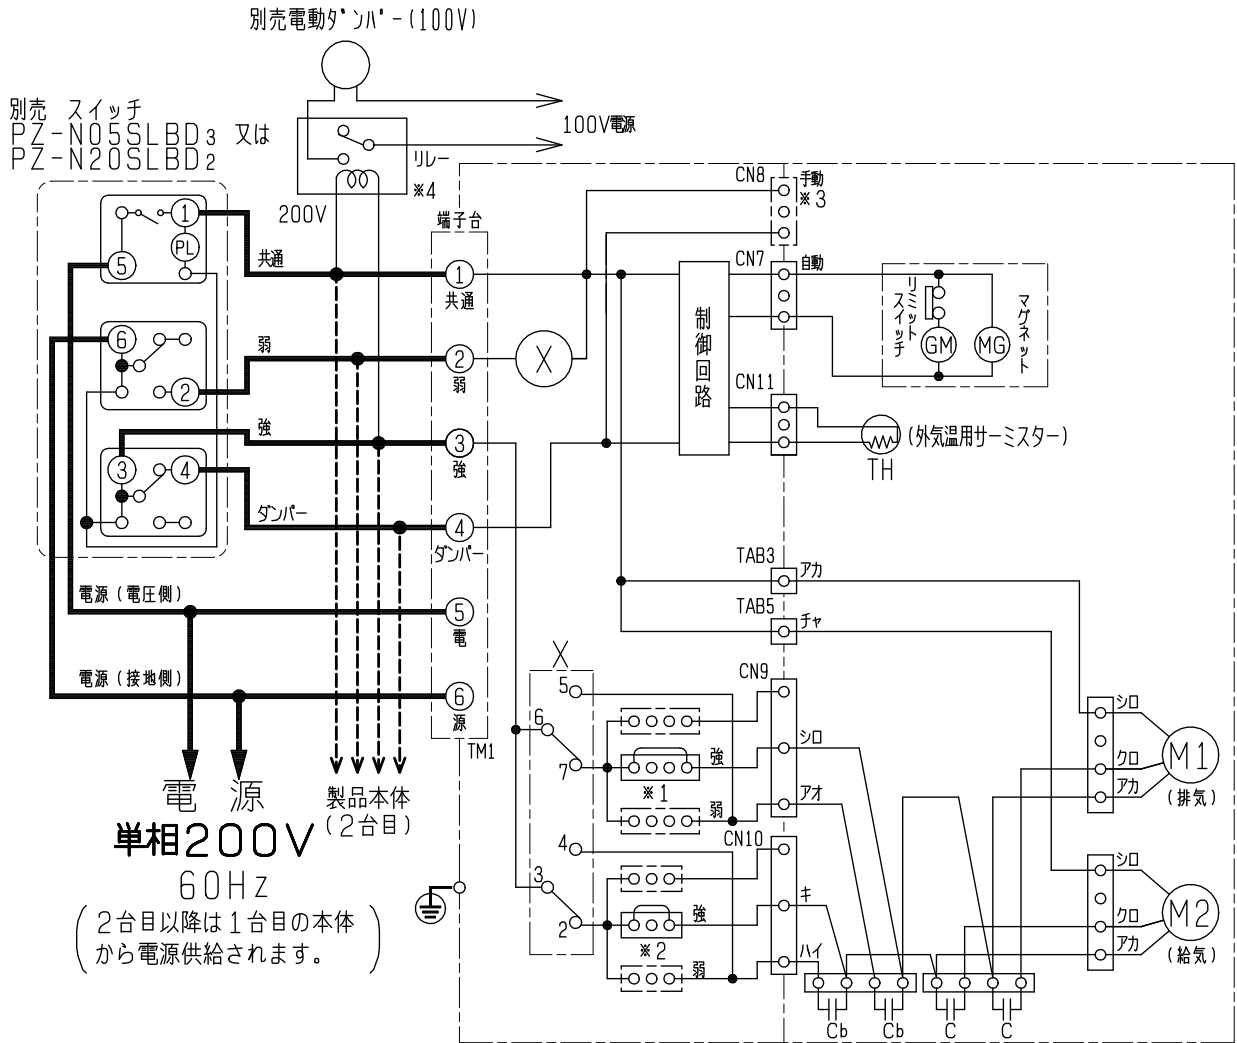 別売電動ダンパー(100V)
100V電源
別売 スイッチ
PZ-N05SLBD3 又は
PZ-N20SLBD2
リレー
※4
200V
端子台
1
PL
5
共通
1
共通
6
2
弱
2
弱
X
強
3
4
3
強
ダンパー
4
ダンパー
電源(電圧側)
5
電
電源(接地側)
6
源
TM1
電 源
単相200V
60Hz
(2台目以降は1台目の本体
から電源供給されます。)
製品本体
(2台目)
CN8
手動
※3
CN7
自動
制御回路
リミット
スイッチ
GM
MG
マグネット
CN11
TH
(外気温用サーミスター)
TAB3
アカ
TAB5
チャ
X
5
6
7
4
3
2
CN9
強
※1
弱
シロ
アオ
CN10
強
※2
弱
キ
ハイ
Cb
Cb
C
C
シロ
クロ
アカ
M1
(排気)
シロ
クロ
アカ
M2
(給気)